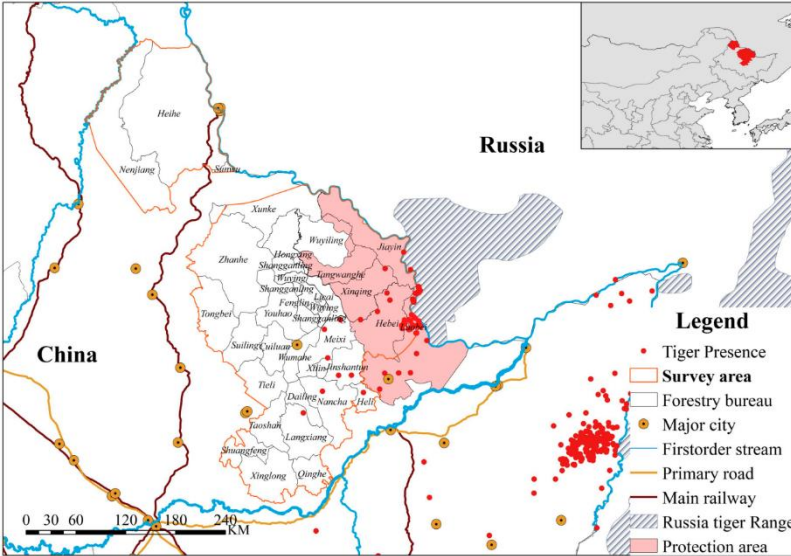 Heihe
Russia
Nenjiang
Sunwu
Xunke
Wuyiling
Jiayin
Zhanhe
Hongxing
Shangganling
Tangwanghe
Wuying
Shangganling
Xinqing
Fenglin
Tongbei
Youhao
Shangganling
Hebei
Legend
Tiger Presence
China
Suiling
Cuiluan
Meixi
Wumahe
Survey area
Xilin
Jinshantun
Forestry bureau
Tieli
Dailing
Nancha
Heli
Major city
Taoshan
Firstorder stream
Langxiang
Shuangfeng
Primary road
Xinglong
Qinghe
Main railway
0 30 60 120 180 240
KM
Russia tiger Range
Protection area